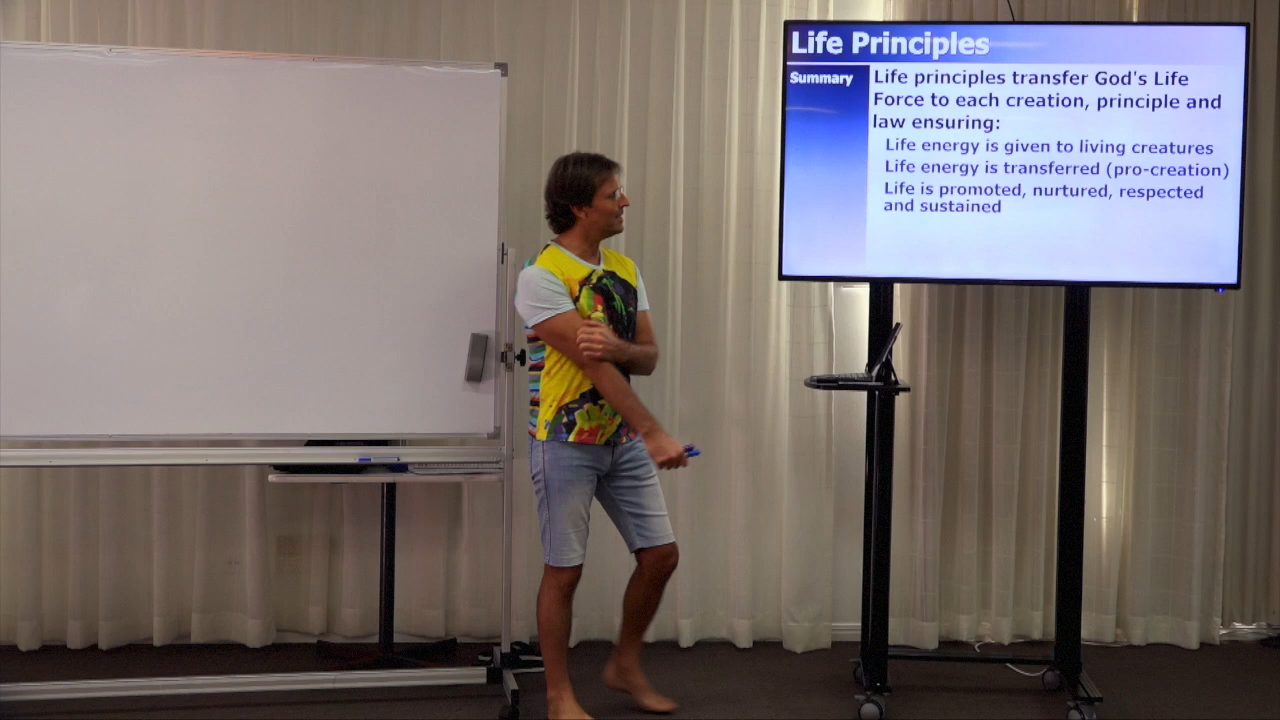 Life Principles
Summary
Life principles transfer God's Life
Force to each creation, principle and
law ensuring:
Life energy is given to living creatures
Life energy is transferred (pro-creation)
Life is promoted, nurtured, respected
and sustained